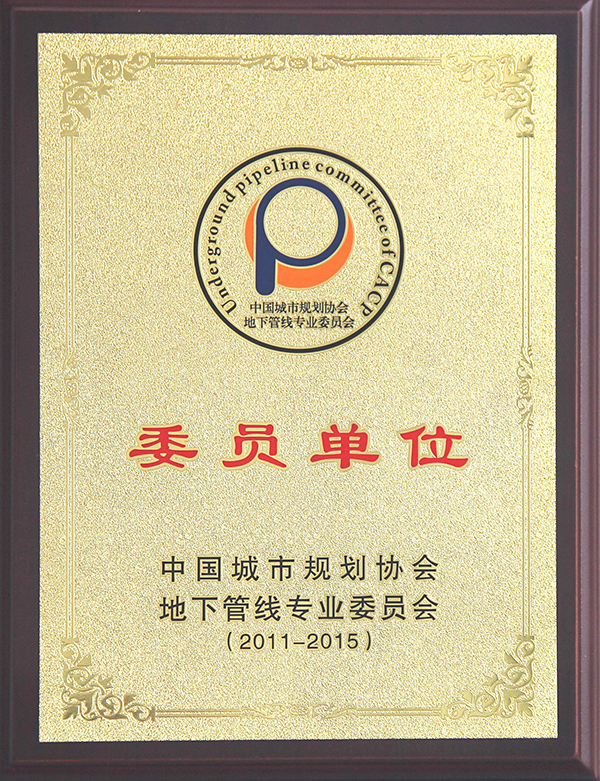 Underground pipeline committee of CACP
中国城市规划协会
地下管线专业委员会
委员单位
中国城市规划协会
地下管线专业委员会
(2011-2015)